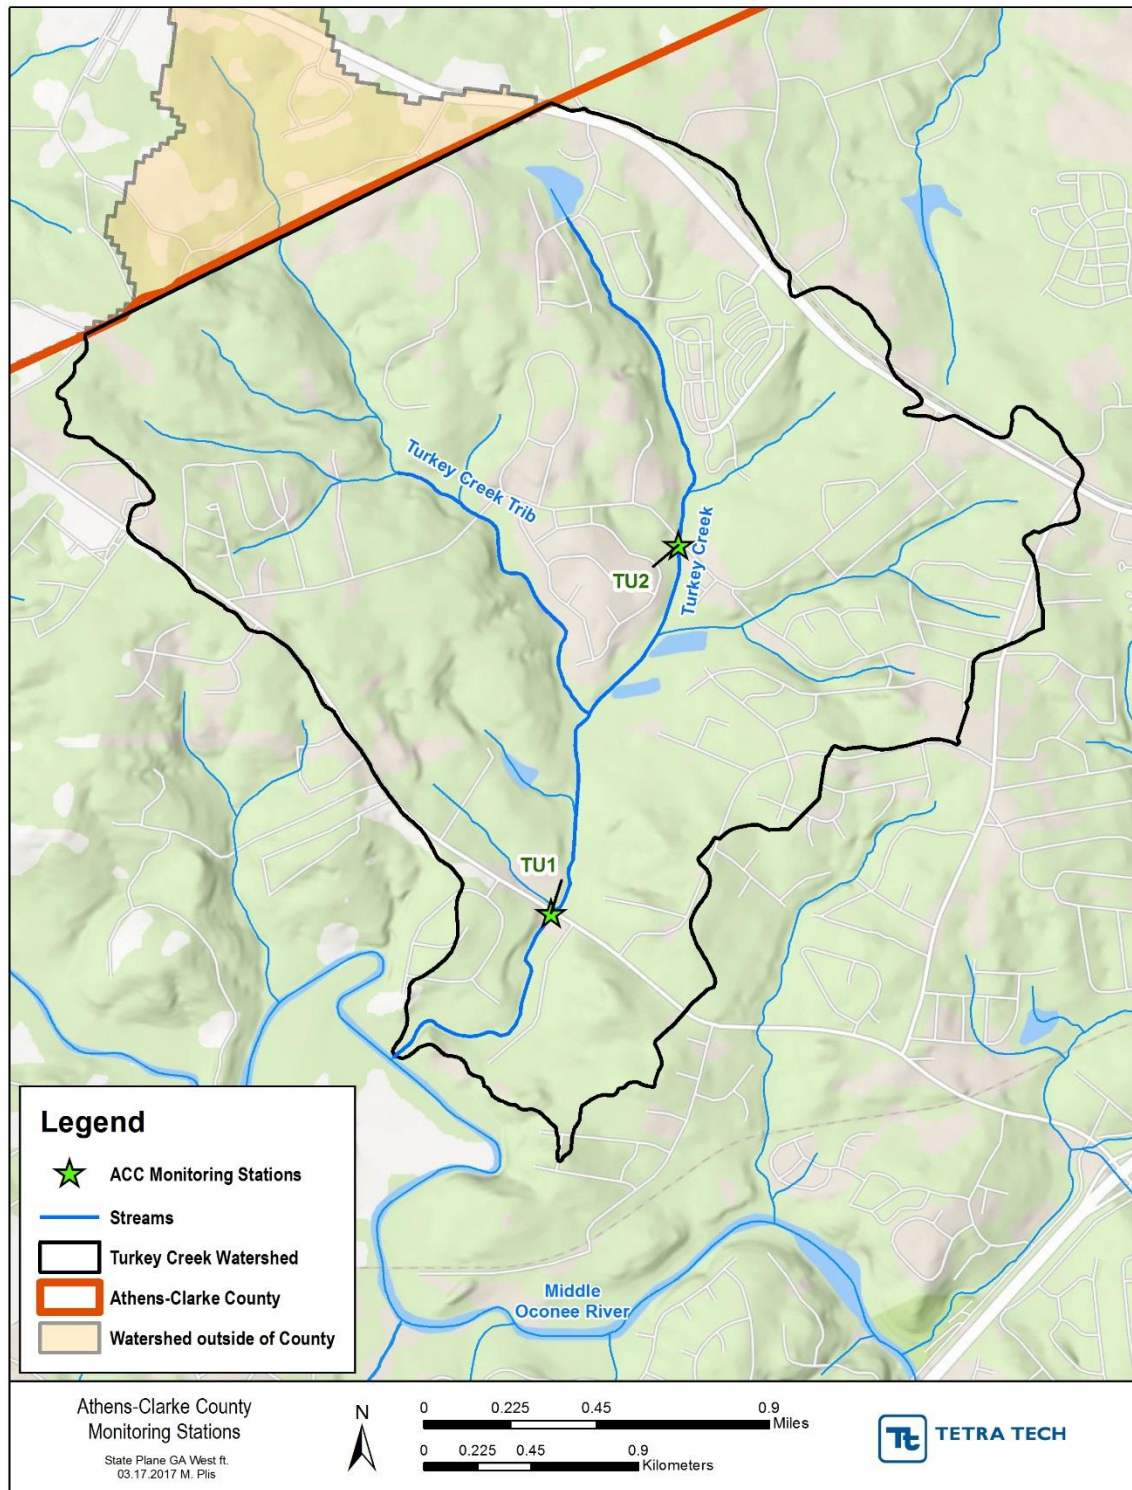 Turkey Creek Trib
Turkey Creek
TU2
TU1
Middle
Oconee River
Legend
ACC Monitoring Stations
Streams
Turkey Creek Watershed
Athens-Clarke County
Watershed outside of County
Athens-Clarke County
Monitoring Stations
State Plane GA West ft.
03.17.2017 M. Plis
N
0 0.225 0.45 0.9
Miles
0 0.225 0.45 0.9
Kilometers
Tt TETRA TECH